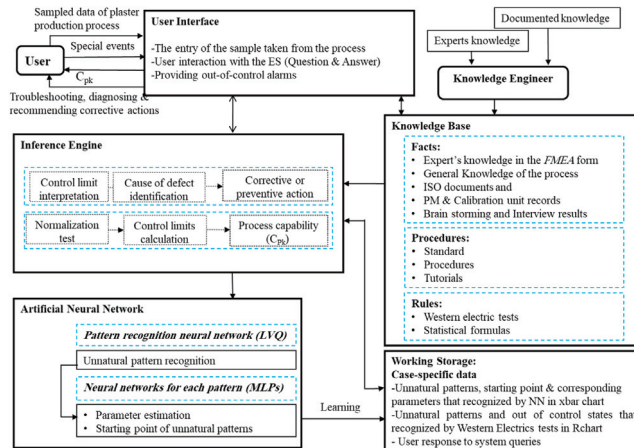 Sampled data of plaster
production process
Special events
User
Cpk
Troubleshooting, diagnosing &
recommending corrective actions
User Interface
-The entry of the sample taken from the process
-User interaction with the ES (Question & Answer)
-Providing out-of-control alarms
Documented knowledge
Experts knowledge
Knowledge Engineer
Inference Engine
Control limit
interpretation
Cause of defect
identification
Corrective or
preventive action
Normalization
test
Control limits
calculation
Process capability
(Cpk)
Knowledge Base
Facts:
• Expert's knowledge in the FMEA form
• General Knowledge of the process
• ISO documents and
• PM & Calibration unit records
• Brain storming and Interview results
Procedures:
• Standard
• Procedures
• Tutorials
Rules:
• Western electric tests
• Statistical formulas
Artificial Neural Network
Pattern recognition neural network (LVQ)
Unnatural pattern recognition
Neural networks for each pattern (MLPs)
• Parameter estimation
• Starting point of unnatural patterns
Learning
Working Storage:
Case-specific data
-Unnatural patterns, starting point & corresponding
parameters that recognized by NN in xbar chart
-Unnatural patterns and out of control states that
recognized by Western Electrics tests in Rchart
- User response to system queries